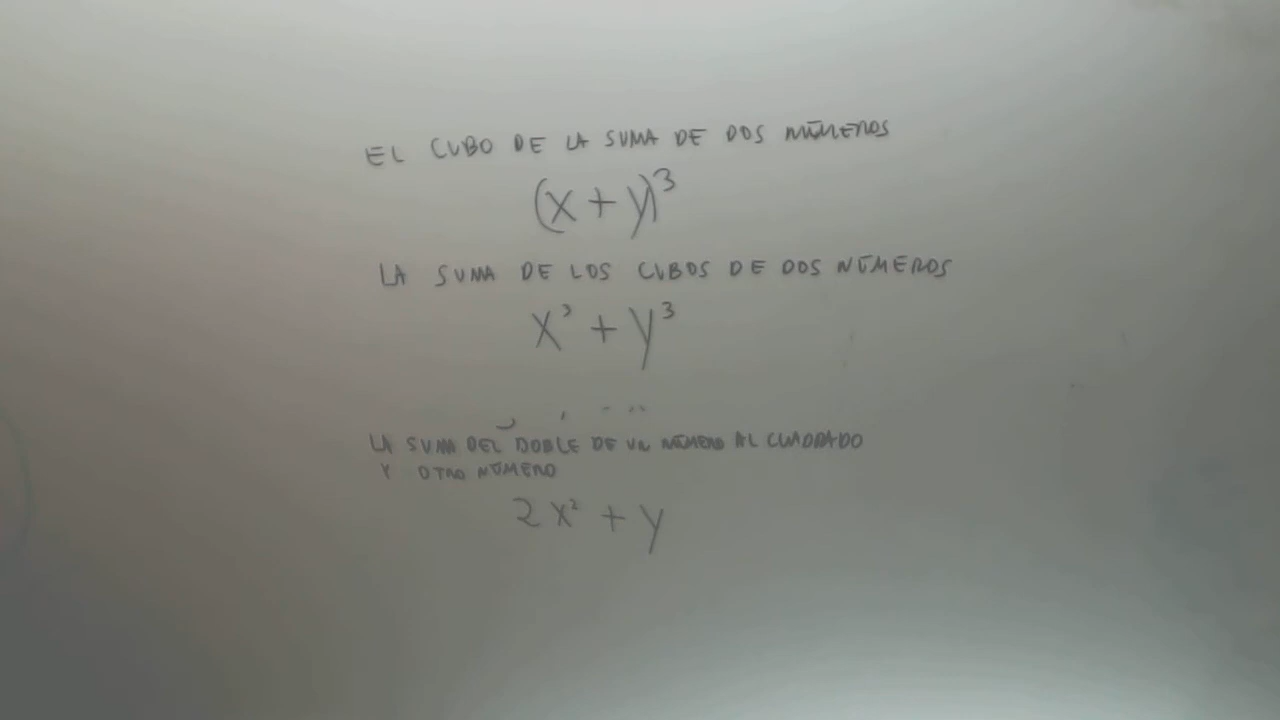 EL CUBO DE LA SUMA DE DOS NÚMEROS
(x + y)³
LA SUMA DE LOS CUBOS DE DOS NÚMEROS
x³ + y³
LA SUMA DEL DOBLE DE UN NÚMERO AL CUADRADO
Y OTRO NÚMERO
2x² + y